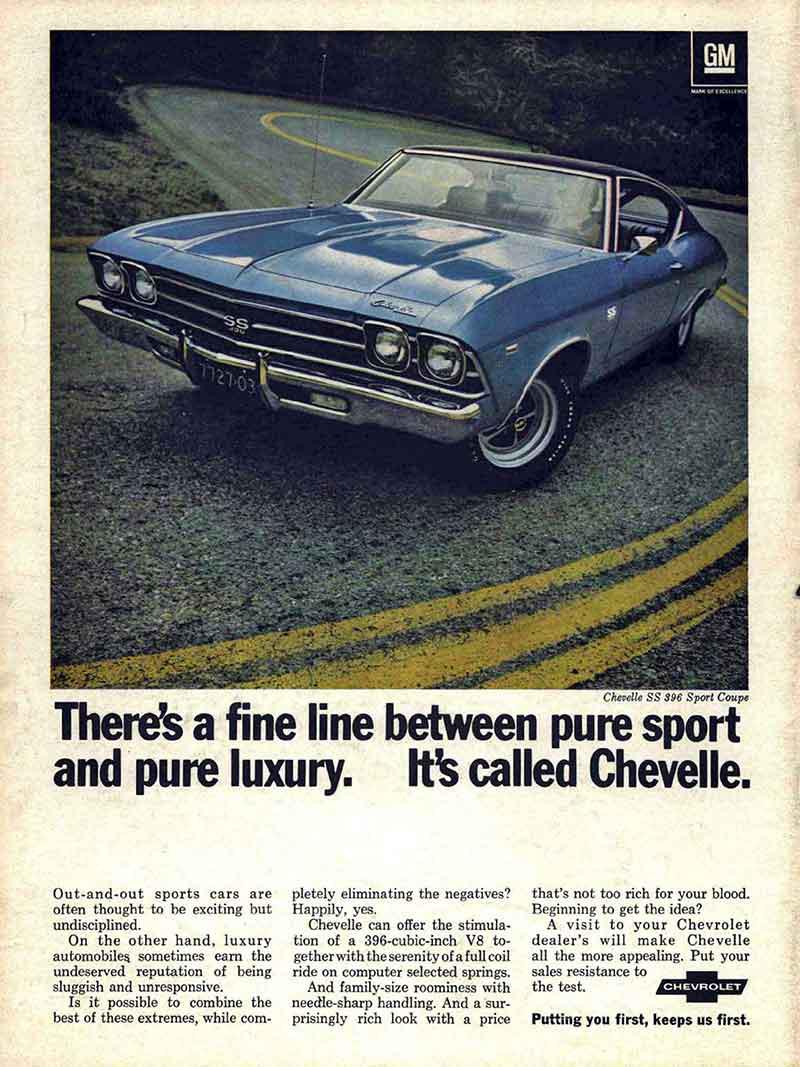 GM
MARK OF EXCELLENCE
Chevelle
SS
396
SS
7727-03
Chevelle SS 396 Sport Coupe
There's a fine line between pure sport
and pure luxury. It's called Chevelle.
Out-and-out sports cars are
often thought to be exciting but
undisciplined.
On the other hand, luxury
automobiles sometimes earn the
undeserved reputation of being
sluggish and unresponsive.
Is it possible to combine the
best of these extremes, while com-
pletely eliminating the negatives?
Happily, yes.
Chevelle can offer the stimula-
tion of a 396-cubic-inch V8 to-
gether with the serenity of a full coil
ride on computer selected springs.
And family-size roominess with
needle-sharp handling. And a sur-
prisingly rich look with a price
that's not too rich for your blood.
Beginning to get the idea?
A visit to your Chevrolet
dealer's will make Chevelle
all the more appealing. Put your
sales resistance to
the test.
CHEVROLET
Putting you first, keeps us first.